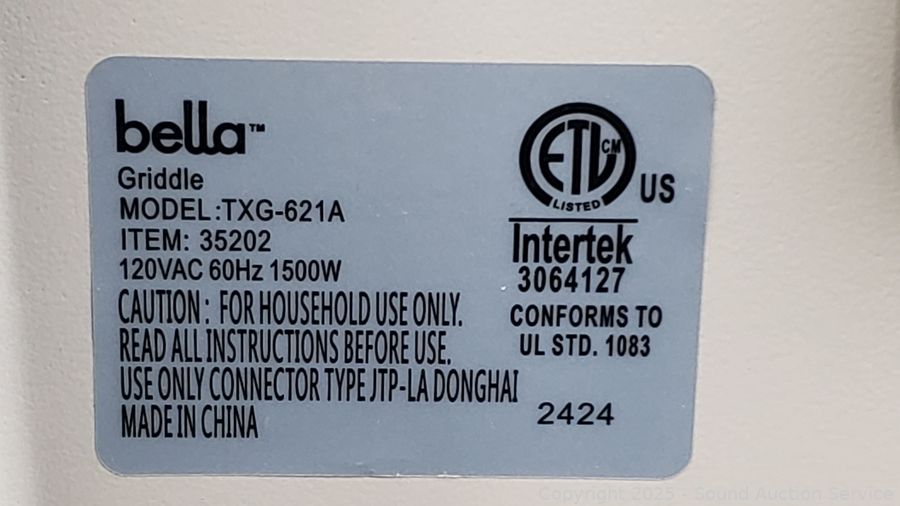 bella™
Griddle
MODEL:TXG-621A
ITEM: 35202
120VAC 60Hz 1500W
CAUTION: FOR HOUSEHOLD USE ONLY.
READ ALL INSTRUCTIONS BEFORE USE.
USE ONLY CONNECTOR TYPE JTP-LA DONGHAI
MADE IN CHINA
ETL CM
LISTED
US
Intertek
3064127
CONFORMS TO
UL STD. 1083
2424
Copyright 2025 - Sound Auction Service